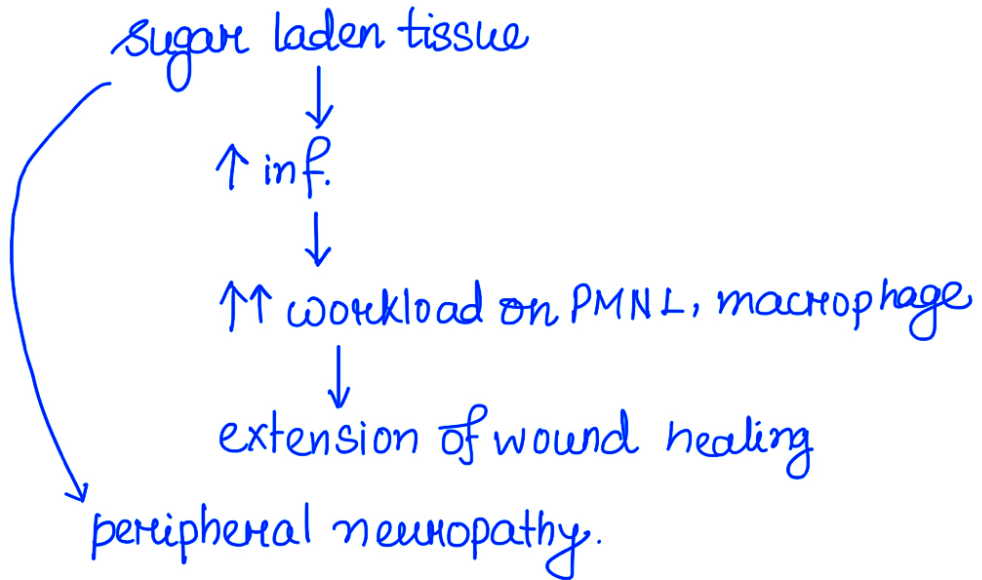 sugar laden tissue
↓
↑ inf.
↓
↑↑ workload on PMNL, macrophage
↓
extension of wound healing
peripheral neuropathy.